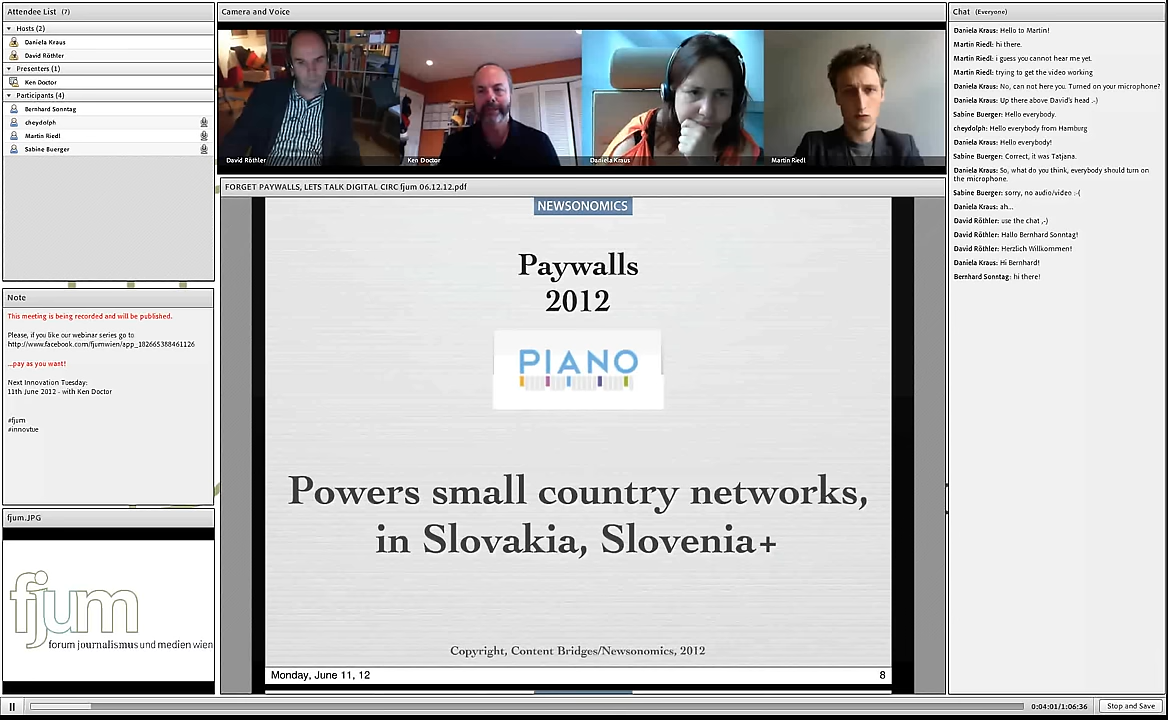 Attendee List (7)
Hosts (2)
Daniela Kraus
David Röthler
Presenters (1)
Ken Doctor
Participants (4)
Bernhard Sonntag
cheydolph
Martin Riedl
Sabine Buerger
Note
This meeting is being recorded and will be published.
Please, if you like our webinar series go to
http://www.facebook.com/fjumwien/app_182665388461126
...pay as you want!
Next Innovation Tuesday:
11th June 2012 - with Ken Doctor
#fjum
#innovtue
fjum.JPG
fjum
forum journalismus und medien wien
Camera and Voice
David Röthler
Ken Doctor
Daniela Kraus
Martin Riedl
FORGET PAYWALLS, LETS TALK DIGITAL CIRC fjum 06.12.12.pdf
NEWSONOMICS
Paywalls
2012
PIANO
Powers small country networks,
in Slovakia, Slovenia+
Copyright, Content Bridges/Newsonomics, 2012
Monday, June 11, 12
8
Chat (Everyone)
Daniela Kraus: Hello to Martin!
Martin Riedl: hi there.
Martin Riedl: i guess you cannot hear me yet.
Martin Riedl: trying to get the video working
Daniela Kraus: No, can not here you. Turned on your microphone?
Daniela Kraus: Up there above David's head :-)
Sabine Buerger: Hello everybody.
cheydolph: Hello everybody from Hamburg
Daniela Kraus: Hello everybody!
Sabine Buerger: Correct, it was Tatjana.
Daniela Kraus: So, what do you think, everybody should turn on
the microphone.
Sabine Buerger: sorry, no audio/video :-(
Daniela Kraus: ah...
David Röthler: use the chat ,-)
David Röthler: Hallo Bernhard Sonntag!
David Röthler: Herzlich Willkommen!
Daniela Kraus: Hi Bernhard!
Bernhard Sonntag: hi there!
0:04:01/1:06:36
Stop and Save